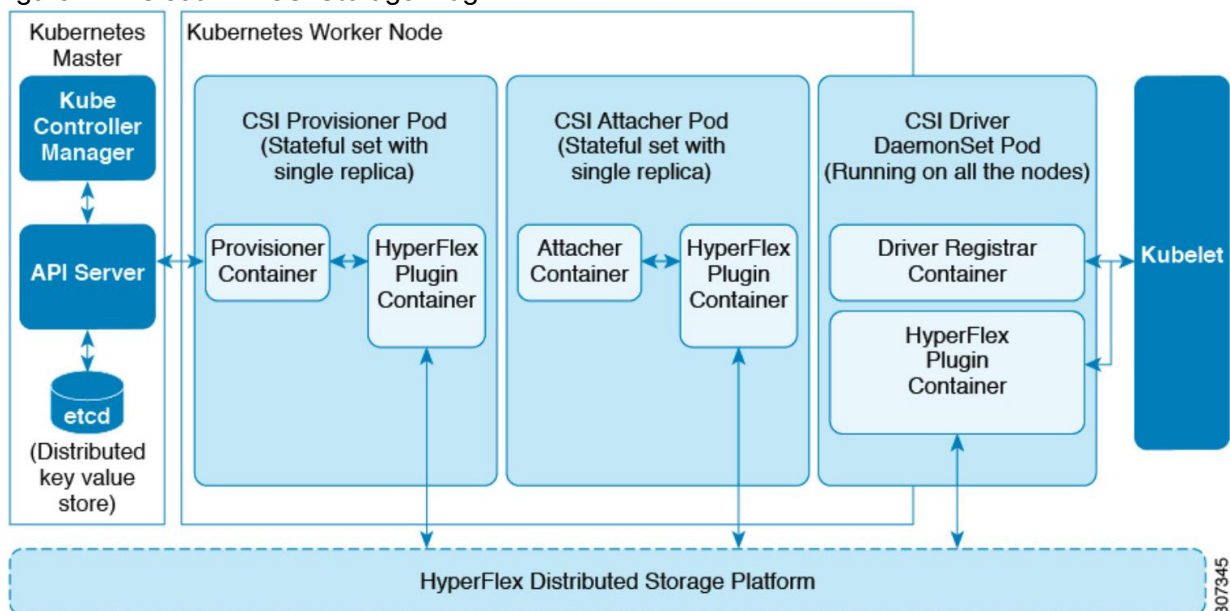 Kubernetes
Master
Kubernetes Worker Node
Kube
Controller
Manager
API Server
etcd
(Distributed
key value
store)
CSI Provisioner Pod
(Stateful set with
single replica)
Provisioner
Container
HyperFlex
Plugin
Container
CSI Attacher Pod
(Stateful set with
single replica)
Attacher
Container
HyperFlex
Plugin
Container
CSI Driver
DaemonSet Pod
(Running on all the nodes)
Driver Registrar
Container
HyperFlex
Plugin
Container
Kubelet
HyperFlex Distributed Storage Platform
307345